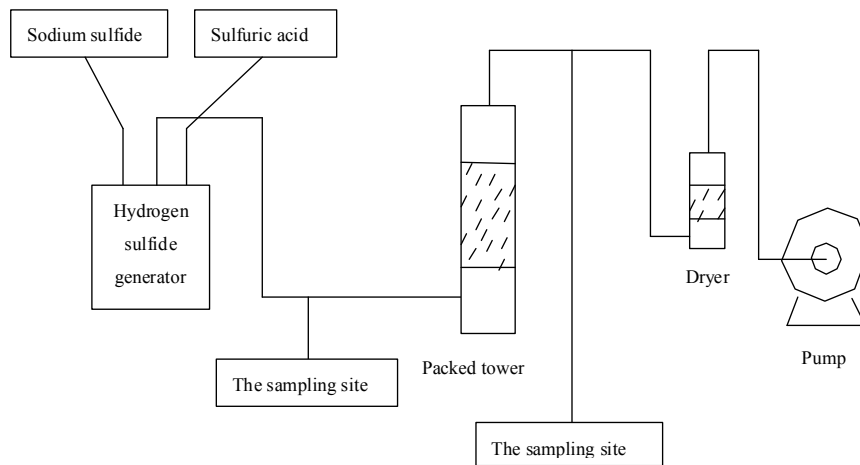 Sodium sulfide
Sulfuric acid
Hydrogen
sulfide
generator
Dryer
Pump
Packed tower
The sampling site
The sampling site